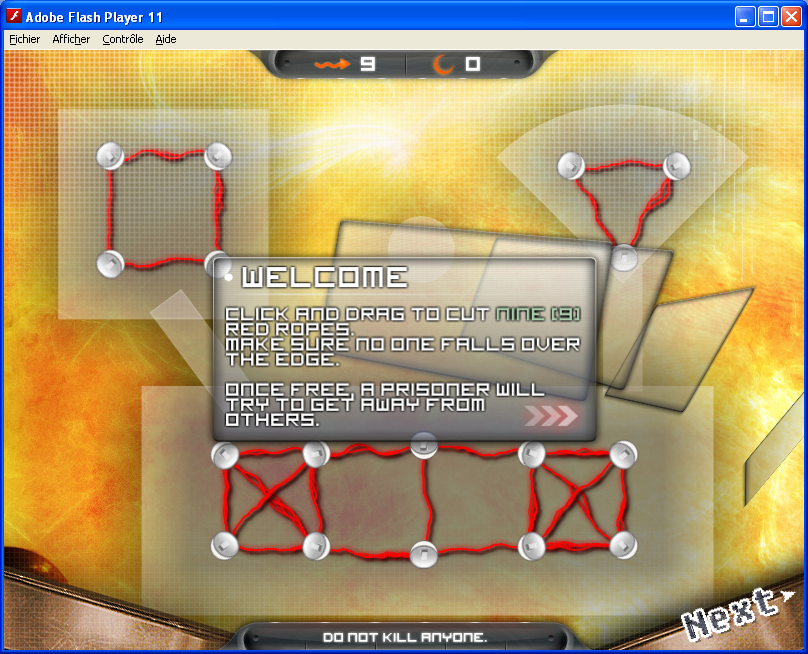 Adobe Flash Player 11
Fichier Afficher Contrôle Aide
9 0
WELCOME
CLICK AND DRAG TO CUT NINE (9)
RED ROPES.
MAKE SURE NO ONE FALLS OVER
THE EDGE.
ONCE FREE, A PRISONER WILL
TRY TO GET AWAY FROM
OTHERS.
Next
DO NOT KILL ANYONE.